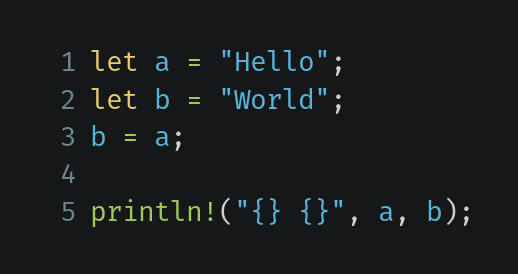 1 let a = "Hello";
2 let b = "World";
3 b = a;
4
5 println!("{} {}", a, b);